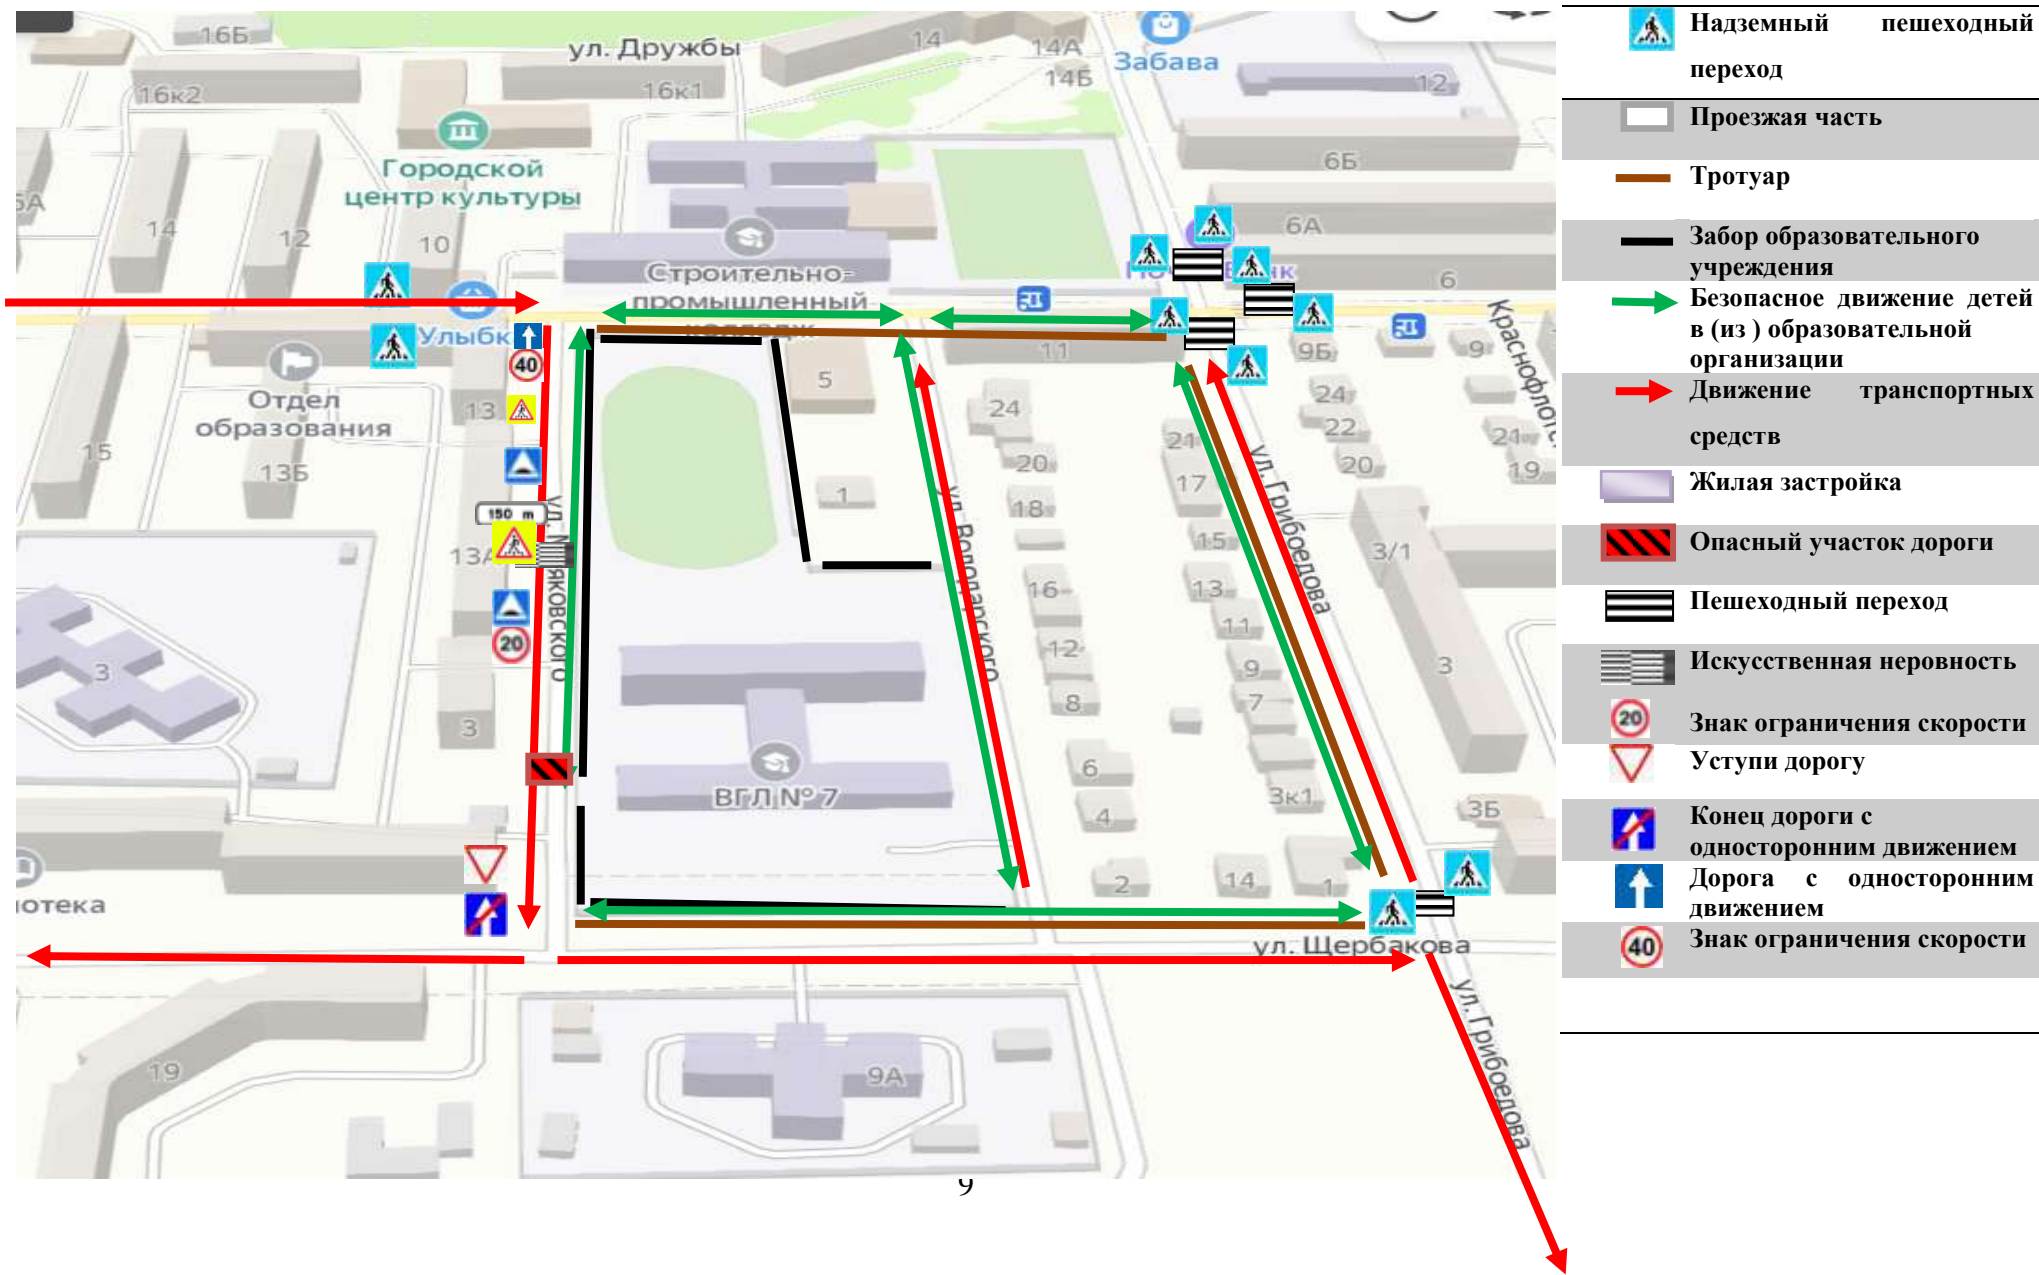 16Б
ул. Дружбы
14
14А
Забава
14Б
12
16к2
16к1
Городской
центр культуры
6Б
14
12
10
6А
Строительно-
промышленный
колледж
6
Улыбк
40
Отдел
образования
13
5
11
9Б
9
24
24
22
21
20
21
19
20
17
15
13Б
1
18
150 m
13А
15
3/1
16
13
11
12
9
3
20
3
8
7
3
6
3к1
ВГЛ № 7
4
3Б
2
14
1
отека
ул. Володарского
ул. Грибоедова
ул. Щербакова
ул. Грибоедова
19
9А
9
Надземный пешеходный
переход
Проезжая часть
Тротуар
Забор образовательного
учреждения
Безопасное движение детей
в (из ) образовательной
организации
Движение транспортных
средств
Жилая застройка
Опасный участок дороги
Пешеходный переход
Искусственная неровность
20 Знак ограничения скорости
Уступи дорогу
Конец дороги с
односторонним движением
Дорога с односторонним
движением
40 Знак ограничения скорости